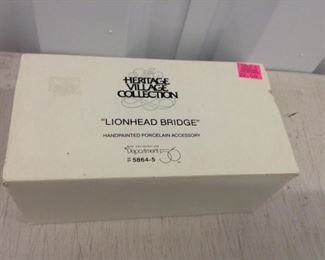 HERITAGE
VILLAGE
COLLECTION
"LIONHEAD BRIDGE"
HANDPAINTED PORCELAIN ACCESSORY
Department 56
# 5864-5